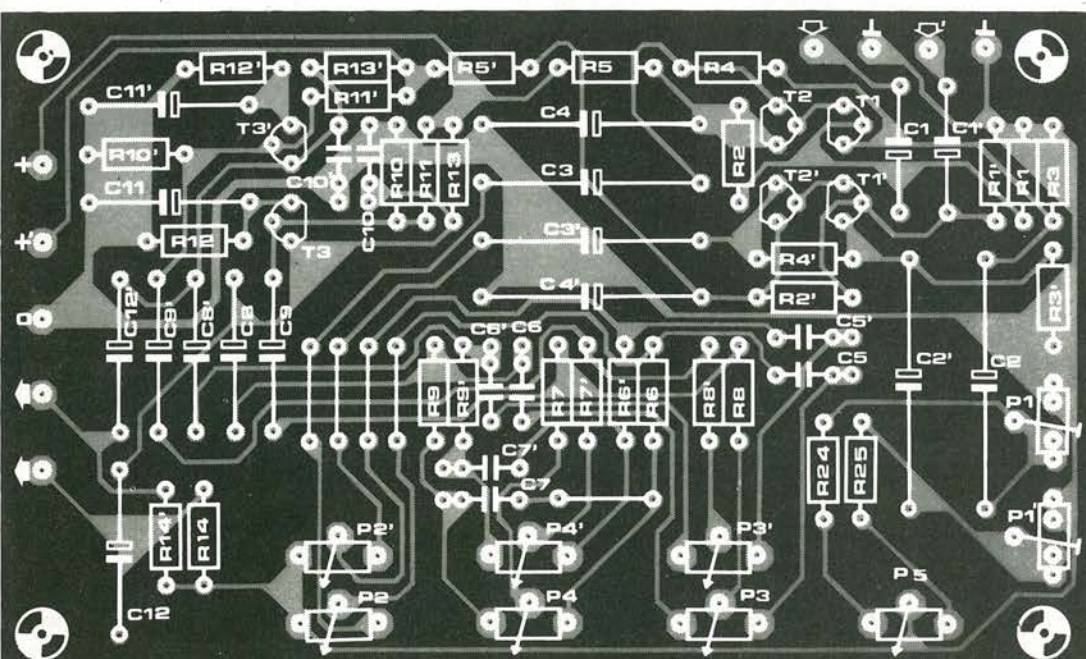 R12' R13' R5' R5 R4
C11' R11' T2 T1
T3' C4 C1 C1'
+ R10' R2
R10 R11 R13 R1' R1 R3
C11 C10' C3 T2' T1'
+' R12 T3 C10 C3'
R4'
C4' R2' R3'
0 C12' C9' C8' C8 C9
C6' C6 C5'
C5 C2' C2
R9 R9' R7 R7' R6' R6 R8' R8 P1
C7'
C7 R24 R25
R14' R14
P2' P4' P3' P1'
P5
C12 P2 P4 P3